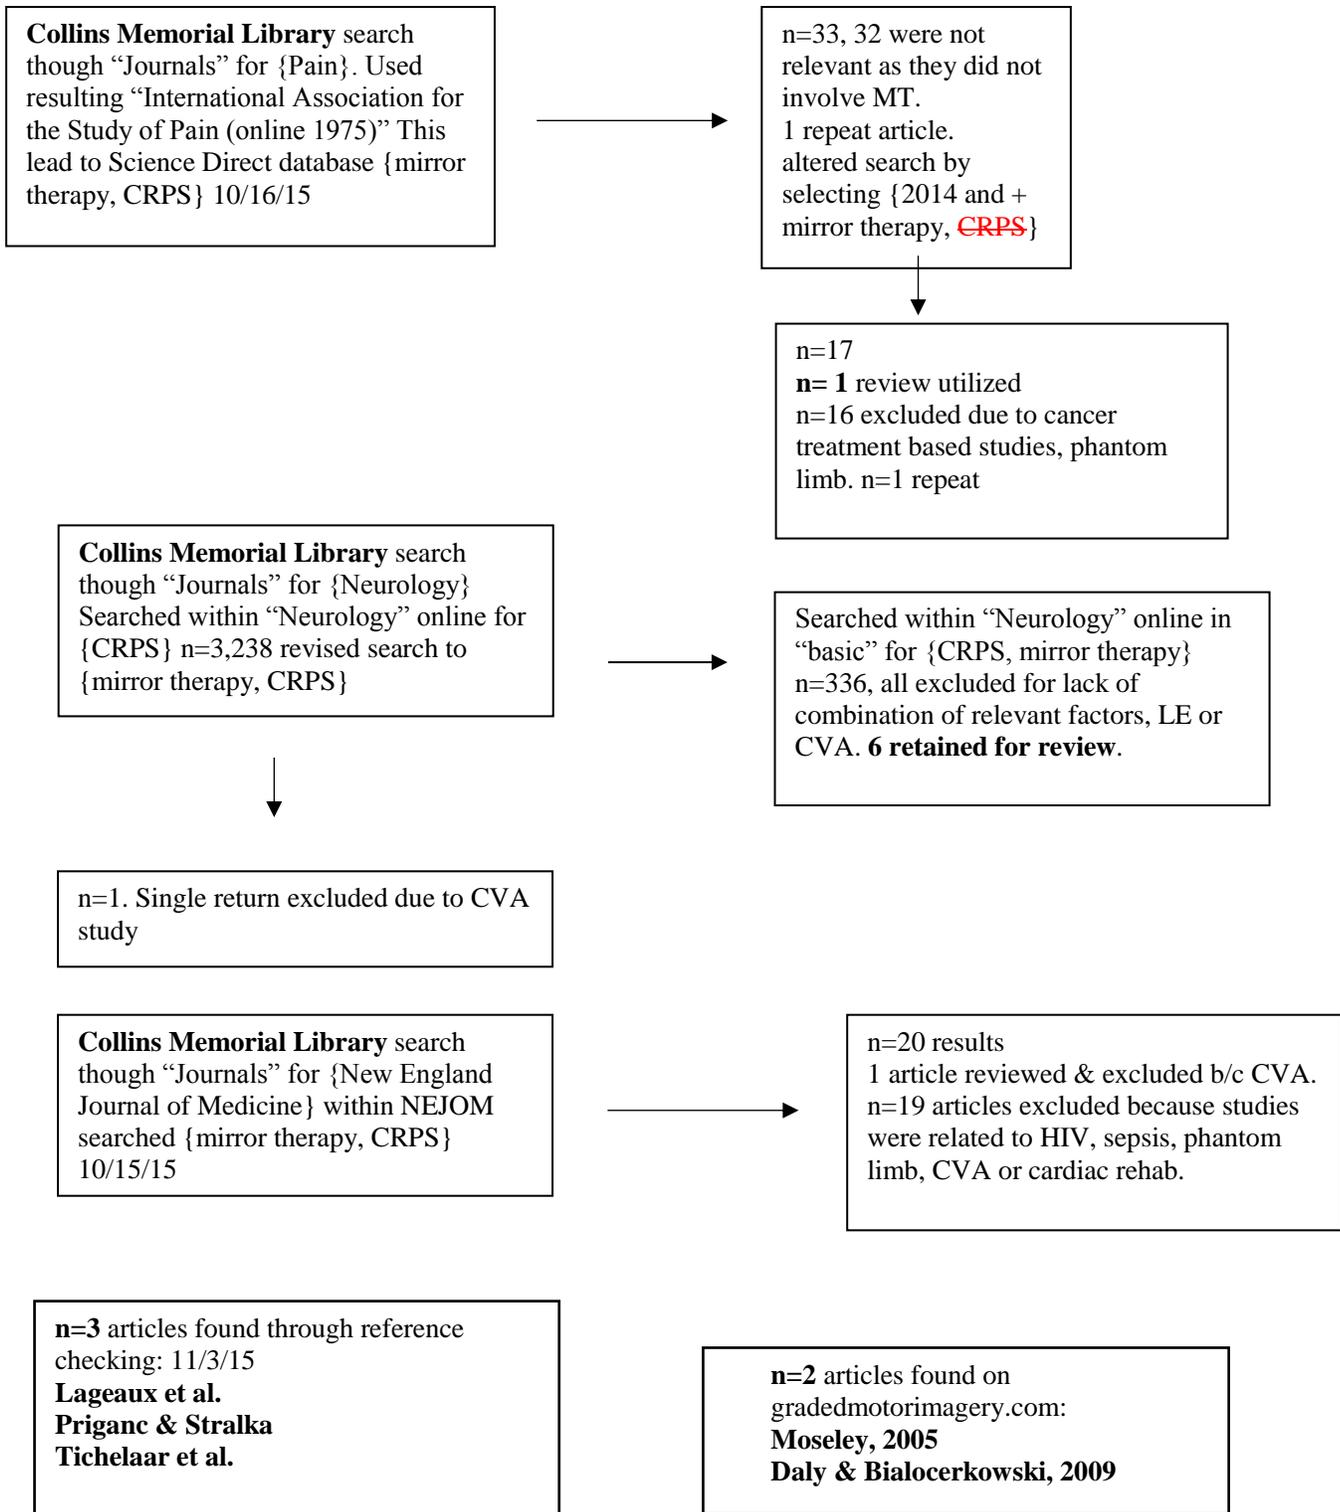 Collins Memorial Library search
though “Journals” for {Pain}. Used
resulting “International Association for
the Study of Pain (online 1975)” This
lead to Science Direct database {mirror
therapy, CRPS} 10/16/15
n=33, 32 were not
relevant as they did not
involve MT.
1 repeat article.
altered search by
selecting {2014 and +
mirror therapy, CRPS}
n=17
n= 1 review utilized
n=16 excluded due to cancer
treatment based studies, phantom
limb. n=1 repeat
Collins Memorial Library search
though “Journals” for {Neurology}
Searched within “Neurology” online for
{CRPS} n=3,238 revised search to
{mirror therapy, CRPS}
Searched within “Neurology” online in
“basic” for {CRPS, mirror therapy}
n=336, all excluded for lack of
combination of relevant factors, LE or
CVA. 6 retained for review.
n=1. Single return excluded due to CVA
study
Collins Memorial Library search
though “Journals” for {New England
Journal of Medicine} within NEJOM
searched {mirror therapy, CRPS}
10/15/15
n=20 results
1 article reviewed & excluded b/c CVA.
n=19 articles excluded because studies
were related to HIV, sepsis, phantom
limb, CVA or cardiac rehab.
n=3 articles found through reference
checking: 11/3/15
Lageaux et al.
Priganc & Stralka
Tichelaar et al.
n=2 articles found on
gradedmotorimagery.com:
Moseley, 2005
Daly & Bialocerkowski, 2009